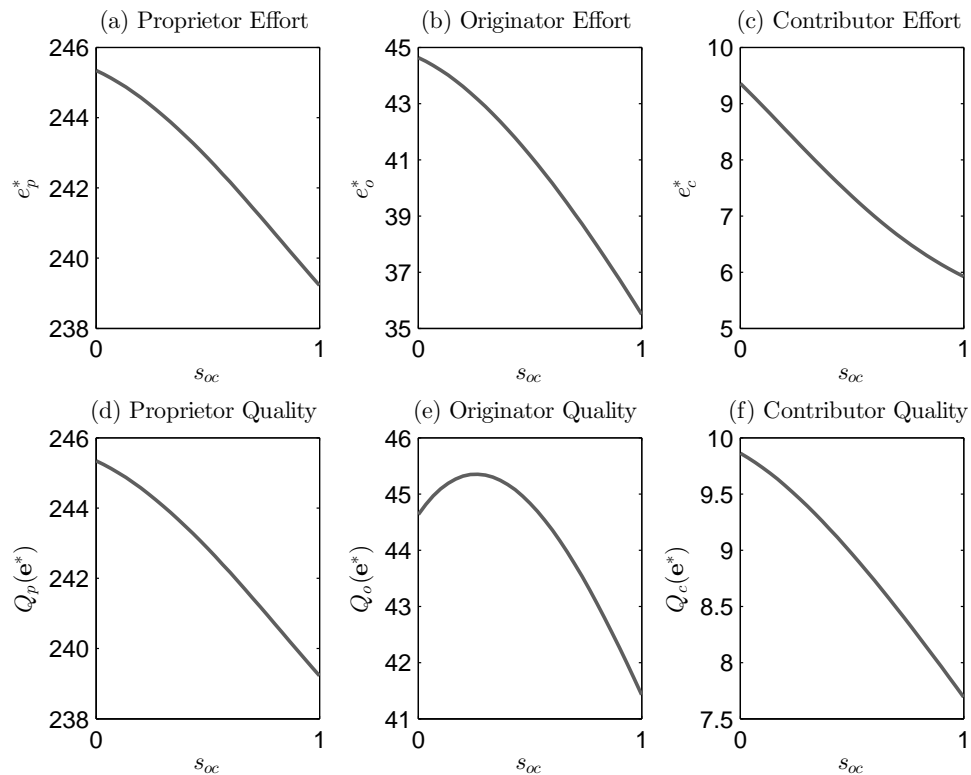 (a) Proprietor Effort
246
244
242
240
238
e*p
0
1
soc
(b) Originator Effort
45
43
41
39
37
35
e*o
0
1
soc
(c) Contributor Effort
10
9
8
7
6
5
e*c
0
1
soc
(d) Proprietor Quality
246
244
242
240
238
Qp(e*)
0
1
soc
(e) Originator Quality
46
45
44
43
42
41
Qo(e*)
0
1
soc
(f) Contributor Quality
10
9.5
9
8.5
8
7.5
Qc(e*)
0
1
soc